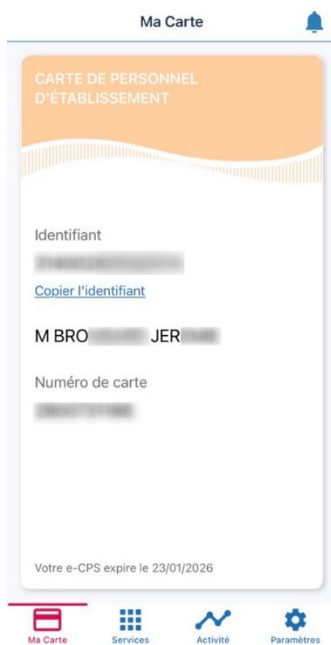 Ma Carte
CARTE DE PERSONNEL
D'ÉTABLISSEMENT
Identifiant
Copier l'identifiant
M BRO JER
Numéro de carte
Votre e-CPS expire le 23/01/2026
Ma Carte Services Activité Paramètres